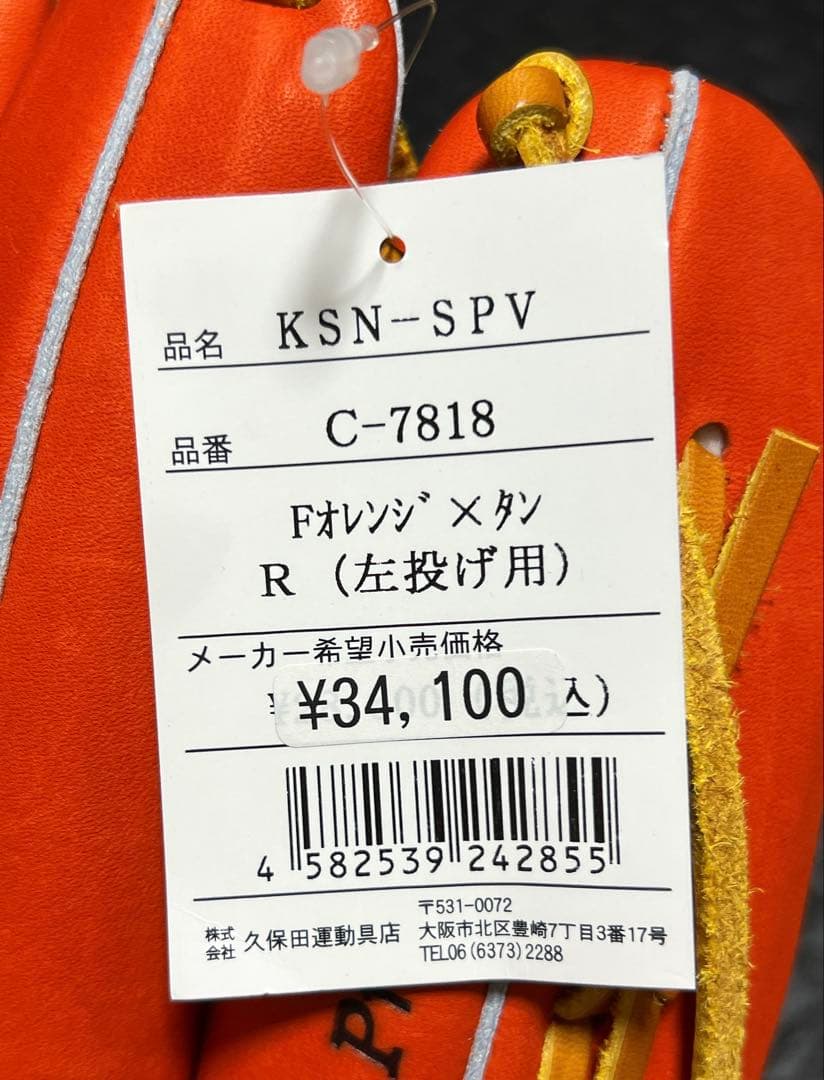 品名 KSN-SPV
品番 C-7818
Fオレンジ×タン
R (左投げ用)
メーカー希望小売価格
¥34,100 込)
4 582539 242855
株式会社 久保田運動具店
〒531-0072
大阪市北区豊崎7丁目3番17号
TEL06(6373)2288